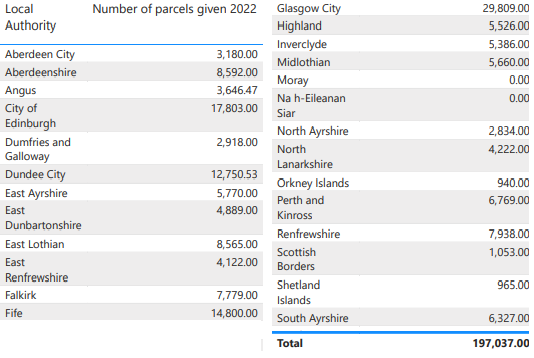 Local Authority Number of parcels given 2022
Aberdeen City 3,180.00
Aberdeenshire 8,592.00
Angus 3,646.47
City of Edinburgh 17,803.00
Dumfries and Galloway 2,918.00
Dundee City 12,750.53
East Ayrshire 5,770.00
East Dunbartonshire 4,889.00
East Lothian 8,565.00
East Renfrewshire 4,122.00
Falkirk 7,779.00
Fife 14,800.00
Glasgow City 29,809.00
Highland 5,526.00
Inverclyde 5,386.00
Midlothian 5,660.00
Moray 0.00
Na h-Eileanan Siar 0.00
North Ayrshire 2,834.00
North Lanarkshire 4,222.00
Orkney Islands 940.00
Perth and Kinross 6,769.00
Renfrewshire 7,938.00
Scottish Borders 1,053.00
Shetland Islands 965.00
South Ayrshire 6,327.00
Total 197,037.00